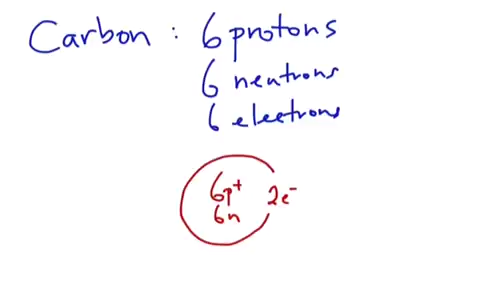 Carbon : 6 protons
6 neutrons
6 electrons
6p⁺ 2e⁻
6n